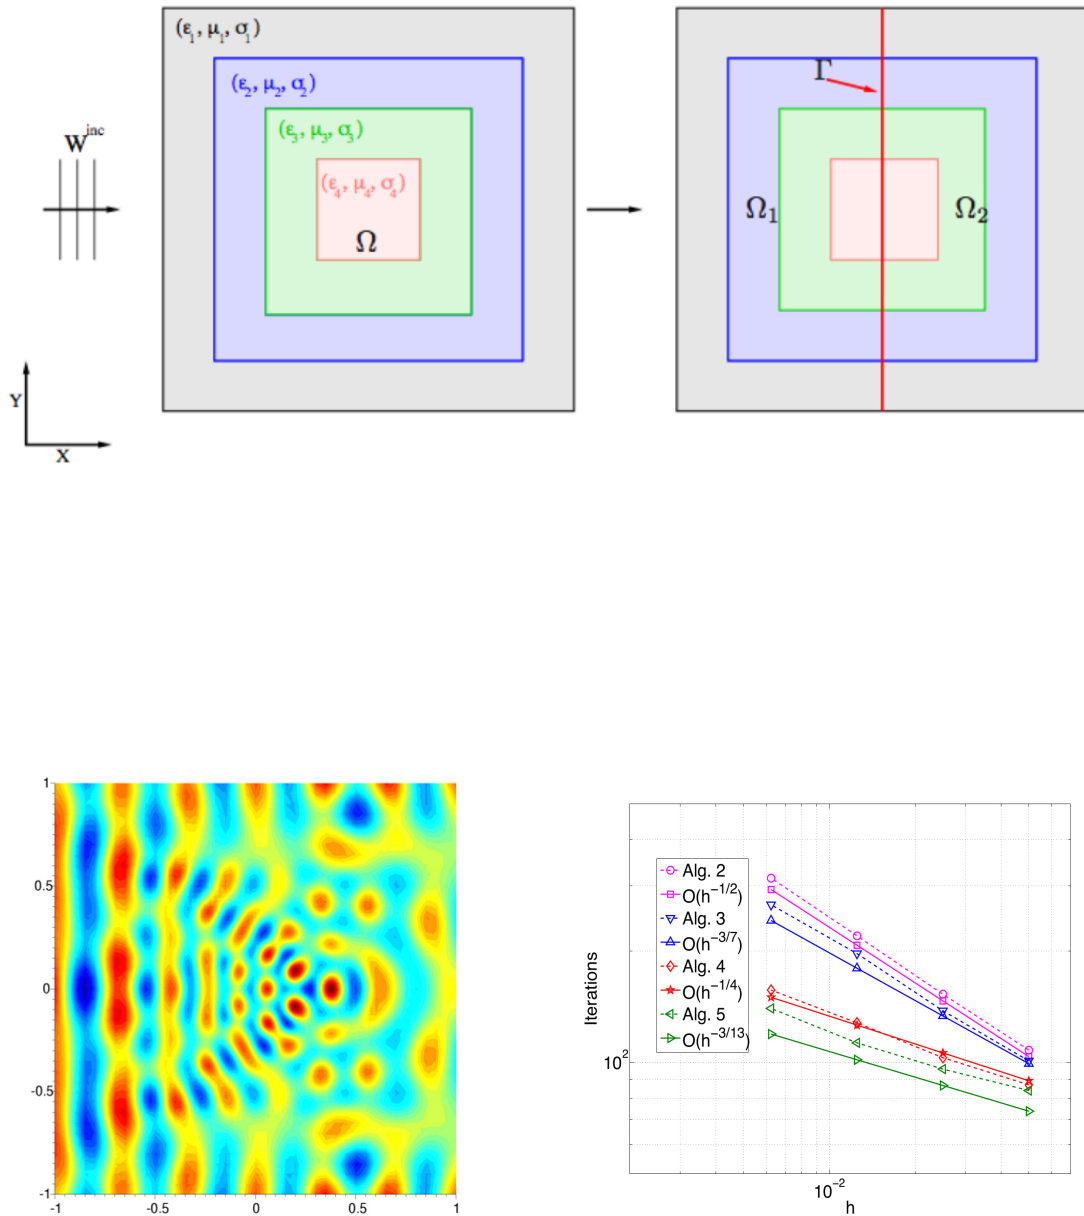 (ε₁, μ₁, σ₁)
(ε₂, μ₂, σ₂)
(ε₃, μ₃, σ₃)
(ε₄, μ₄, σ₄)
Ω
W^inc
Y
X
Γ
Ω₁
Ω₂
1
0.5
0
-0.5
-1
-1
-0.5
0
0.5
1
Iterations
10²
Alg. 2
O(h^-1/2)
Alg. 3
O(h^-3/7)
Alg. 4
O(h^-1/4)
Alg. 5
O(h^-3/13)
10^-2
h